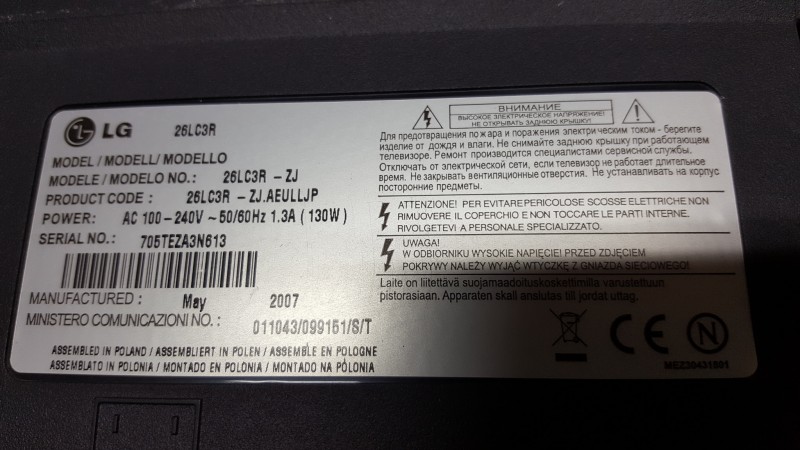 LG 26LC3R
MODEL / MODELL/ MODELLO
MODELE / MODELO NO.: 26LC3R - ZJ
PRODUCT CODE : 26LC3R - ZJ.AEULLJP
POWER: AC 100-240V ~ 50/60Hz 1.3A ( 130W )
SERIAL NO.: 705TEZA3N613
MANUFACTURED : May 2007
MINISTERO COMUNICAZIONI NO. : 011043/099151/S/T
ASSEMBLED IN POLAND / ASSEMBLIERT IN POLEN / ASSEMBLE EN POLOGNE
ASSEMBLATO IN POLONIA / MONTADO EN POLONIA / MONTADO NA PÓLONIA
ВНИМАНИЕ
ВЫСОКОЕ ЭЛЕКТРИЧЕСКОЕ НАПРЯЖЕНИЕ!
НЕ ОТКРЫВАТЬ ЗАДНЮЮ КРЫШКУ!
Для предотвращения пожара и поражения электрическим током - берегите
изделие от дождя и влаги. Не снимайте заднюю крышку при работающем
телевизоре. Ремонт производится специалистами сервисной службы.
Отключать от электрической сети, если телевизор не работает длительное
время. Не закрывать вентиляционные отверстия. Не устанавливать на корпус
посторонние предметы.
ATTENZIONE! PER EVITARE PERICOLOSE SCOSSE ELETTRICHE NON
RIMUOVERE IL COPERCHIO E NON TOCCARE LE PARTI INTERNE.
RIVOLGETEVI A PERSONALE SPECIALIZZATO.
UWAGA!
W ODBIORNIKU WYSOKIE NAPIĘCIE! PRZED ZDJĘCIEM
POKRYWY NALEŻY WYJĄĆ WTYCZKĘ Z GNIAZDA SIECIOWEGO!
Laite on liitettävä suojamaadoituskoskettimilla varustettuun
pistorasiaan. Apparaten skall anslutas till jordat uttag.
CE N
MEZ30431801